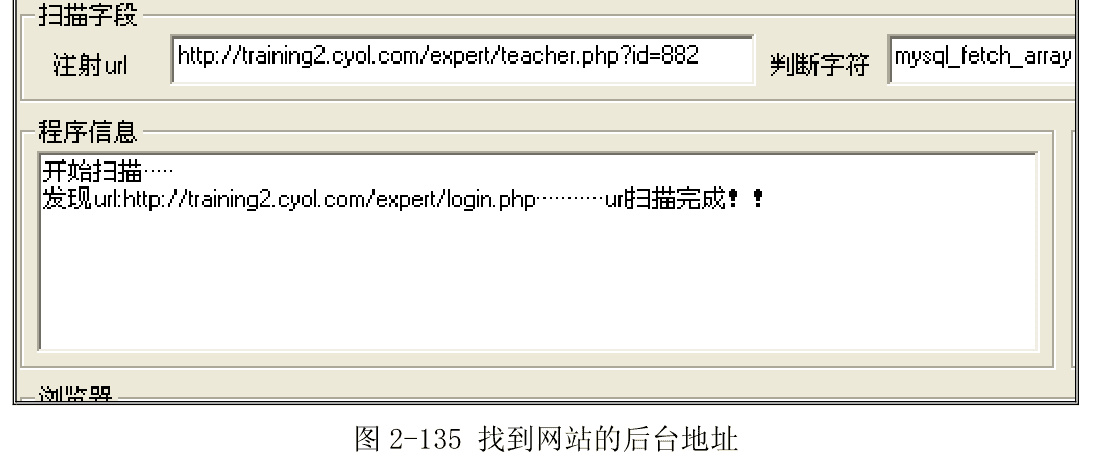 扫描字段
注射url
http://training2.cyol.com/expert/teacher.php?id=882
判断字符
mysql_fetch_array
程序信息
开始扫描·····
发现url:http://training2.cyol.com/expert/login.php···········url扫描完成！！
浏览器
图 2-135 找到网站的后台地址